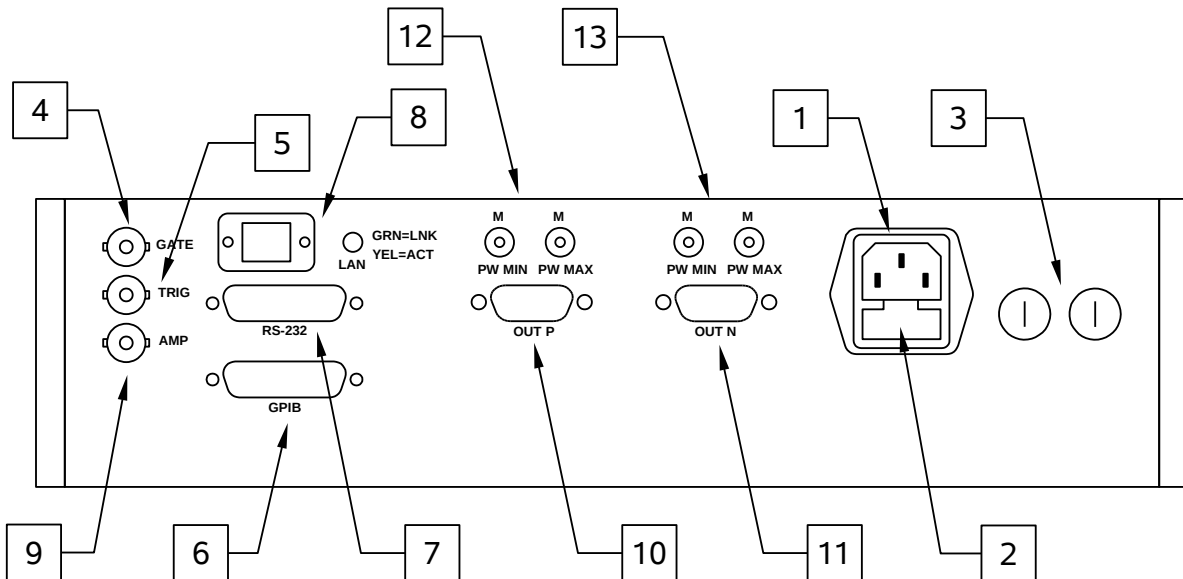 12
13
4
5
8
1
3
M M
M M
GATE
GRN=LNK
YEL=ACT
LAN
PW MIN PW MAX
PW MIN PW MAX
TRIG
RS-232
OUT P
OUT N
AMP
GPIB
9
6
7
10
11
2